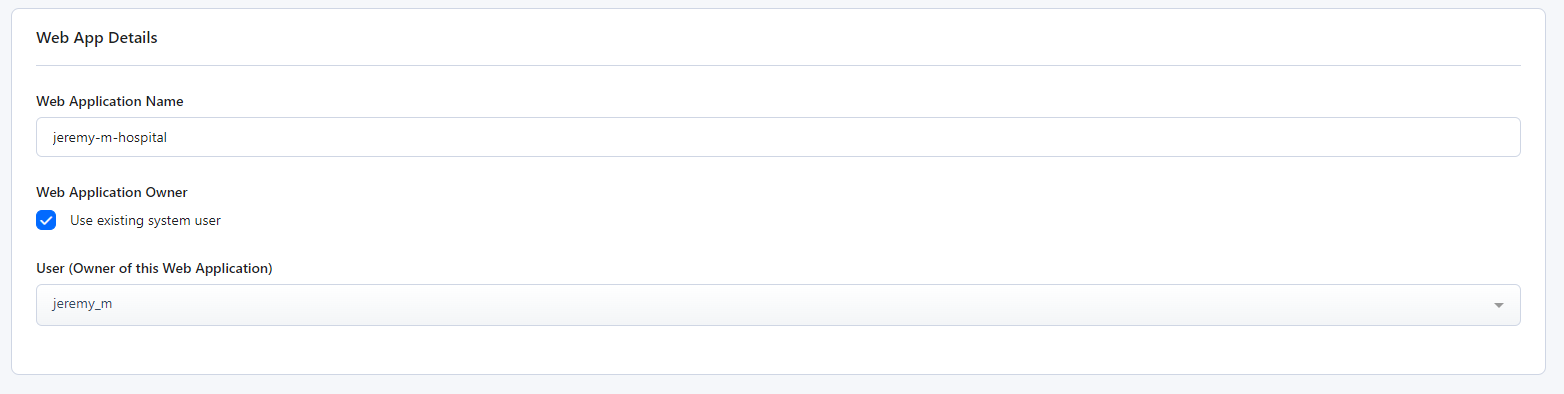 Web App Details
Web Application Name
jeremy-m-hospital
Web Application Owner
Use existing system user
User (Owner of this Web Application)
jeremy_m